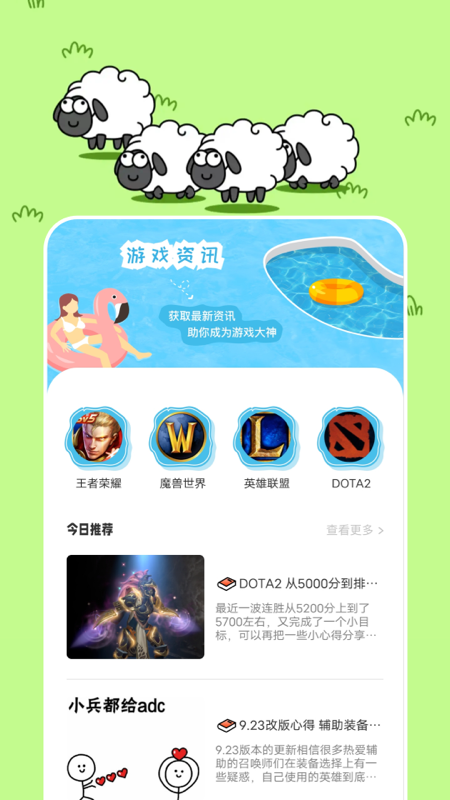 游戏资讯
获取最新资讯
助你成为游戏大神
5V5
W
L
王者荣耀
魔兽世界
英雄联盟
DOTA2
今日推荐
查看更多 >
DOTA2 从5000分到排…
最近一波连胜从5200分上到了
5700左右，又完成了一个小目
标，可以再把一些小心得分享…
小兵都给adc
9.23改版心得 辅助装备…
9.23版本的更新相信很多热爱辅
助的召唤师们在装备选择上有一
些疑惑，自己使用的英雄到底…